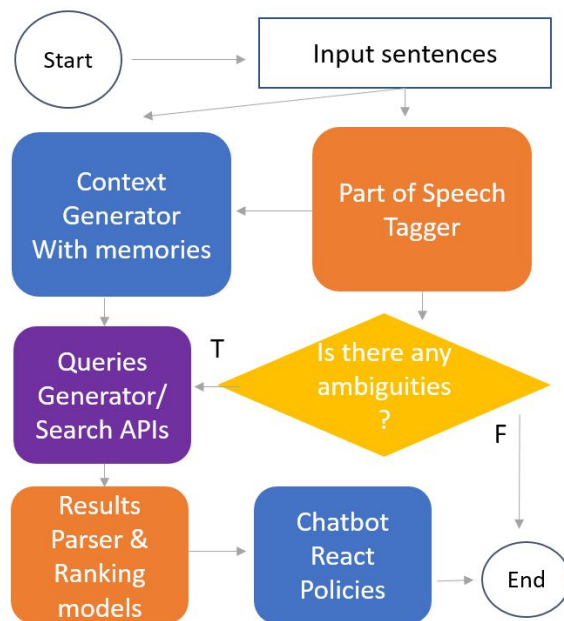 Start
Input sentences
Context
Generator
With memories
Part of Speech
Tagger
Queries
Generator/
Search APIs
T
Is there any
ambiguities
?
F
Results
Parser &
Ranking
models
Chatbot
React
Policies
End